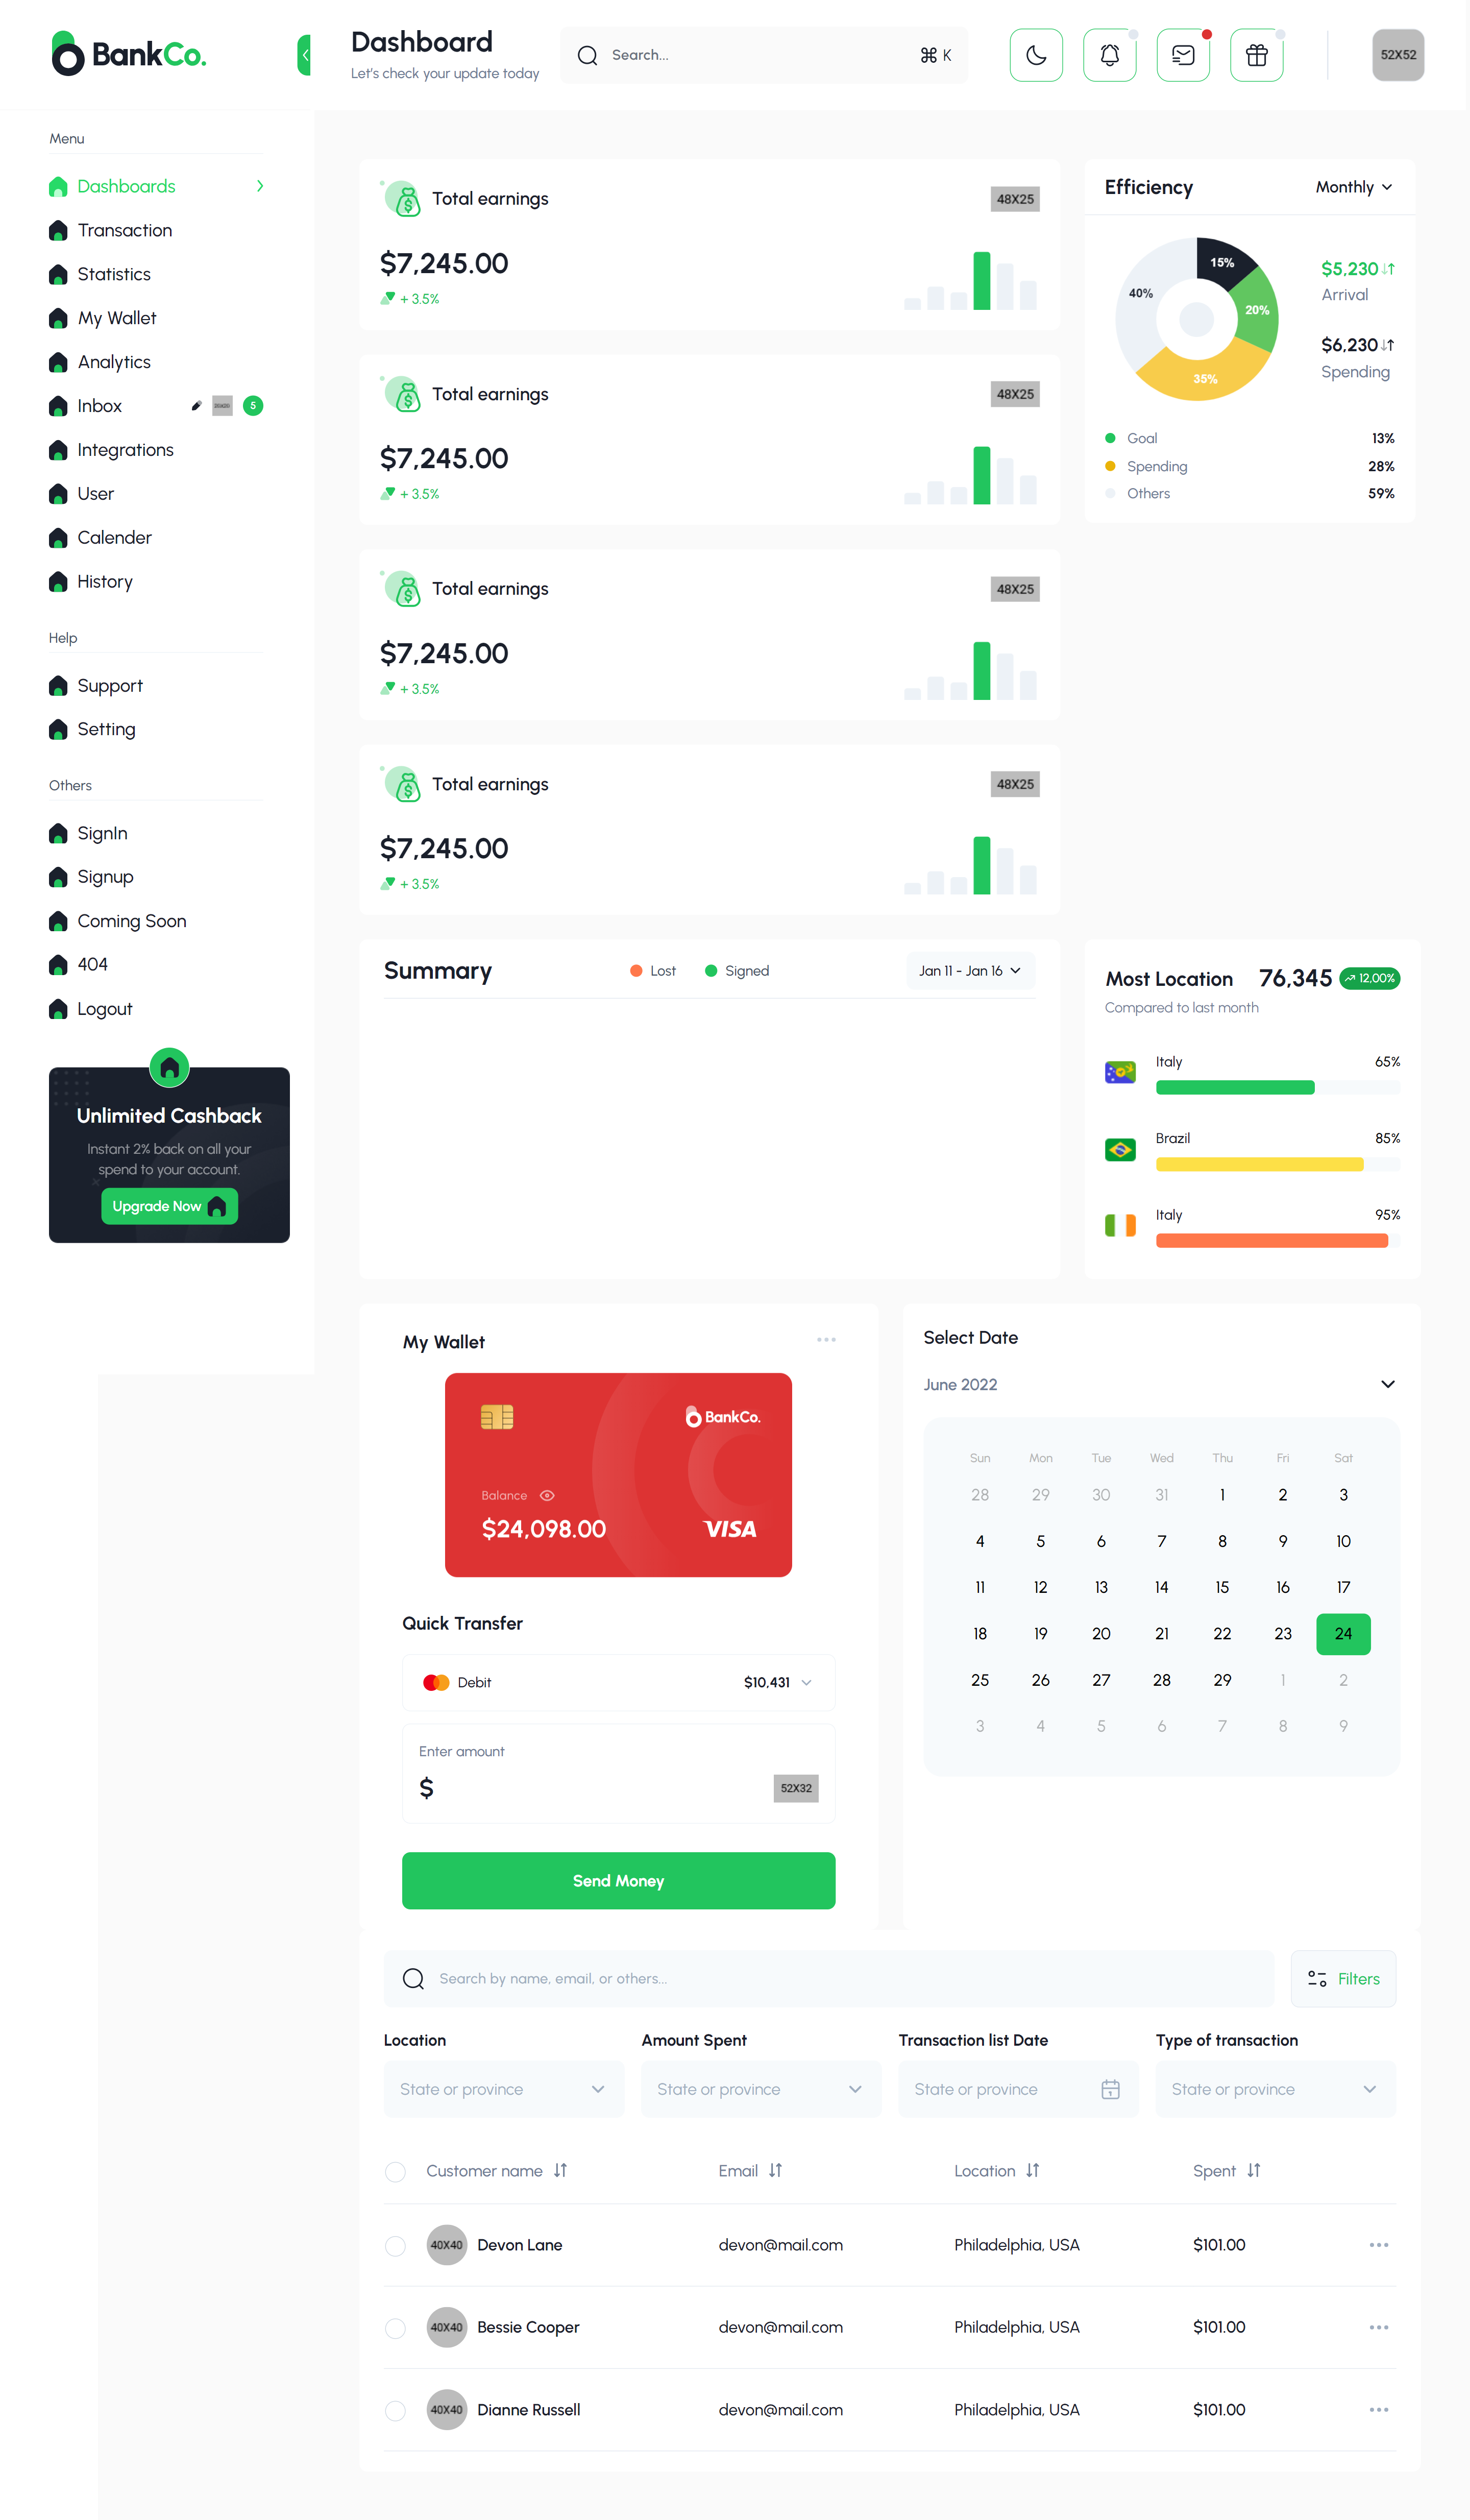 BankCo.
Dashboard
Let's check your update today
Search...
⌘ K
52X52
Menu
Dashboards
Transaction
Statistics
My Wallet
Analytics
Inbox
5
Integrations
User
Calender
History
Help
Support
Setting
Others
SignIn
Signup
Coming Soon
404
Logout
Unlimited Cashback
Instant 2% back on all your
spend to your account.
Upgrade Now
Total earnings
48X25
$7,245.00
+ 3.5%
Total earnings
48X25
$7,245.00
+ 3.5%
Total earnings
48X25
$7,245.00
+ 3.5%
Total earnings
48X25
$7,245.00
+ 3.5%
Efficiency
Monthly
15%
20%
35%
40%
$5,230
Arrival
$6,230
Spending
Goal 13%
Spending 28%
Others 59%
Summary
Lost
Signed
Jan 11 - Jan 16
Most Location
76,345
12,00%
Compared to last month
Italy 65%
Brazil 85%
Italy 95%
My Wallet
BankCo.
Balance
$24,098.00
VISA
Quick Transfer
Debit
$10,431
Enter amount
$
52X32
Send Money
Select Date
June 2022
Sun Mon Tue Wed Thu Fri Sat
28 29 30 31 1 2 3
4 5 6 7 8 9 10
11 12 13 14 15 16 17
18 19 20 21 22 23 24
25 26 27 28 29 1 2
3 4 5 6 7 8 9
Search by name, email, or others...
Filters
Location
Amount Spent
Transaction list Date
Type of transaction
State or province
State or province
State or province
State or province
Customer name
Email
Location
Spent
40X40
Devon Lane
devon@mail.com
Philadelphia, USA
$101.00
40X40
Bessie Cooper
devon@mail.com
Philadelphia, USA
$101.00
40X40
Dianne Russell
devon@mail.com
Philadelphia, USA
$101.00